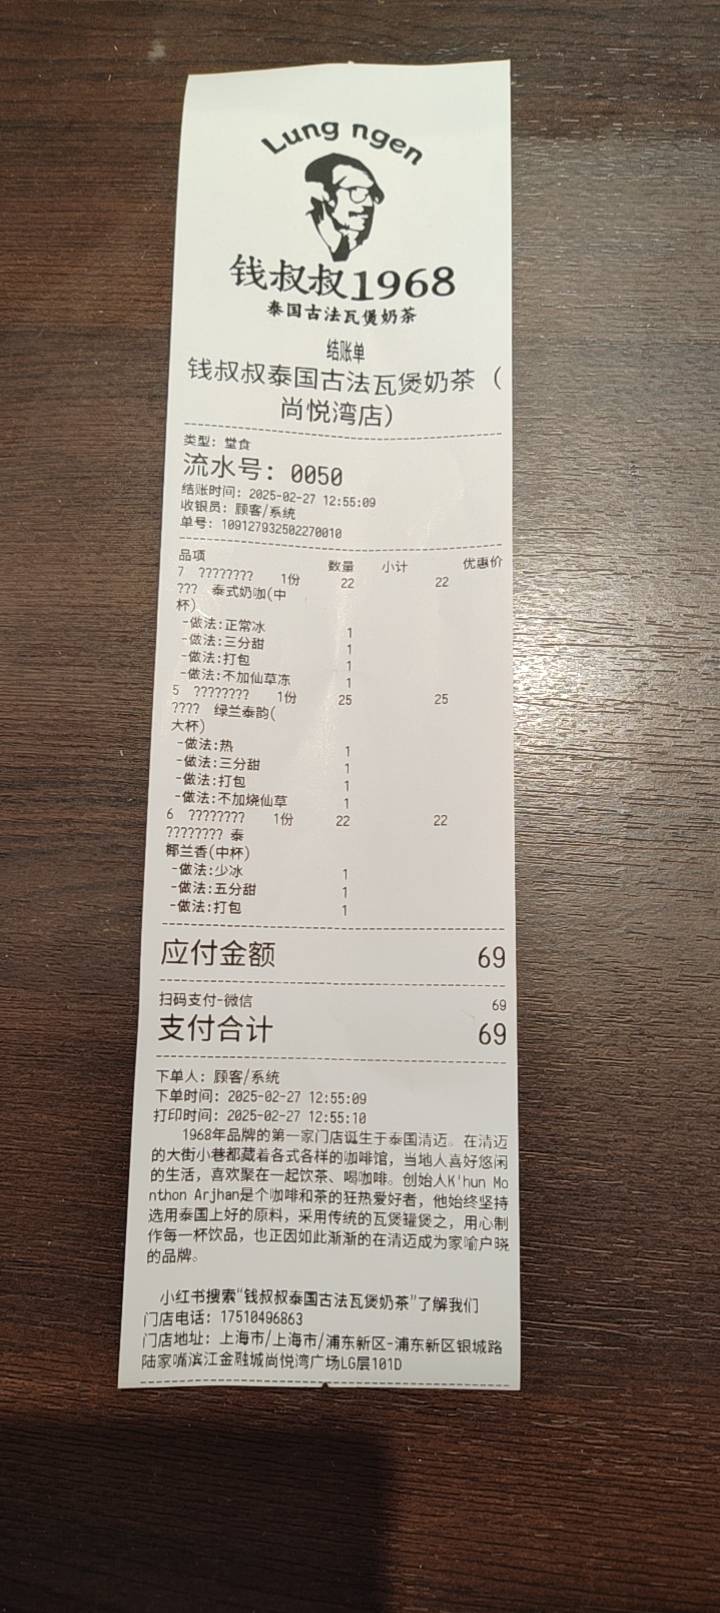 Lung ngen
钱叔叔1968
泰国古法瓦煲奶茶
结账单
钱叔叔泰国古法瓦煲奶茶（
尚悦湾店）
类型: 堂食
流水号: 0050
结账时间: 2025-02-27 12:55:09
收银员: 顾客/系统
单号: 109127932502270010
品项 数量 小计 优惠价
7 ???????? 1份 22 22
??? 泰式奶咖(中
杯)
-做法:正常冰 1
-做法:三分甜 1
-做法:打包 1
-做法:不加仙草冻 1
5 ???????? 1份 25 25
???? 绿兰泰韵(
大杯)
-做法:热 1
-做法:三分甜 1
-做法:打包 1
-做法:不加烧仙草 1
6 ???????? 1份 22 22
???????? 泰
椰兰香(中杯)
-做法:少冰 1
-做法:五分甜 1
-做法:打包 1
应付金额 69
扫码支付-微信 69
支付合计 69
下单人: 顾客/系统
下单时间: 2025-02-27 12:55:09
打印时间: 2025-02-27 12:55:10
1968年品牌的第一家门店诞生于泰国清迈。在清迈
的大街小巷都藏着各式各样的咖啡馆，当地人喜好悠闲
的生活，喜欢聚在一起饮茶、喝咖啡。创始人K'hun Mo
nthon Arjhan是个咖啡和茶的狂热爱好者，他始终坚持
选用泰国上好的原料，采用传统的瓦煲罐煲之，用心制
作每一杯饮品，也正因如此渐渐的在清迈成为家喻户晓
的品牌。
小红书搜索“钱叔叔泰国古法瓦煲奶茶”了解我们
门店电话: 17510496863
门店地址: 上海市/上海市/浦东新区-浦东新区银城路
陆家嘴滨江金融城尚悦湾广场LG层101D